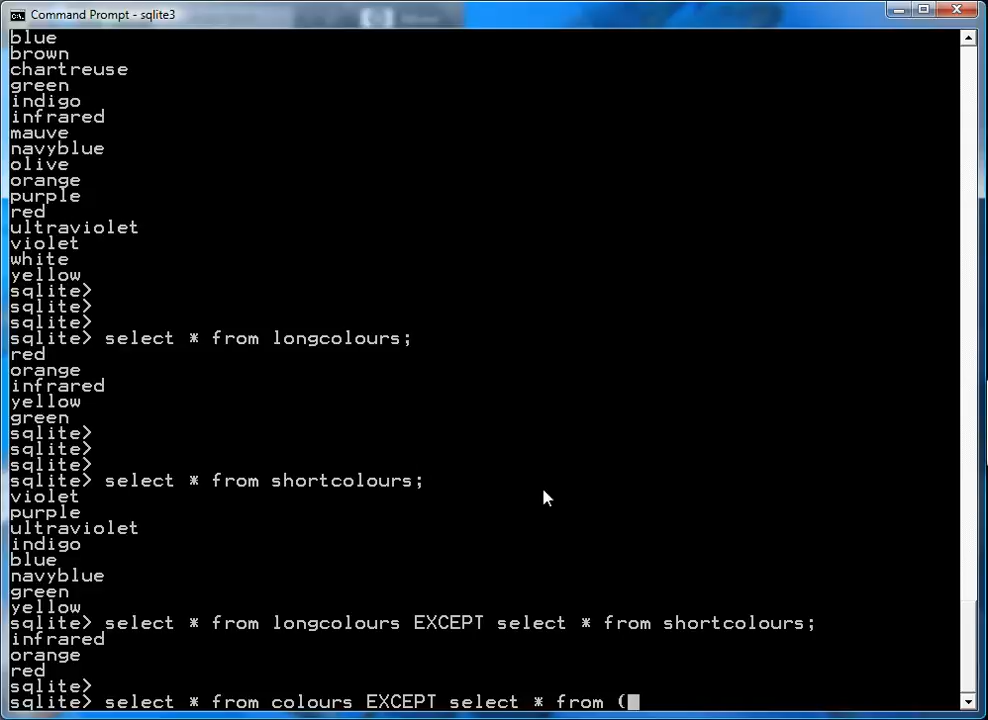 Command Prompt - sqlite3
blue
brown
chartreuse
green
indigo
infrared
mauve
navyblue
olive
orange
purple
red
ultraviolet
violet
white
yellow
sqlite>
sqlite>
sqlite>
sqlite> select * from longcolours;
red
orange
infrared
yellow
green
sqlite>
sqlite>
sqlite>
sqlite> select * from shortcolours;
violet
purple
ultraviolet
indigo
blue
navyblue
green
yellow
sqlite> select * from longcolours EXCEPT select * from shortcolours;
infrared
orange
red
sqlite>
sqlite> select * from colours EXCEPT select * from (